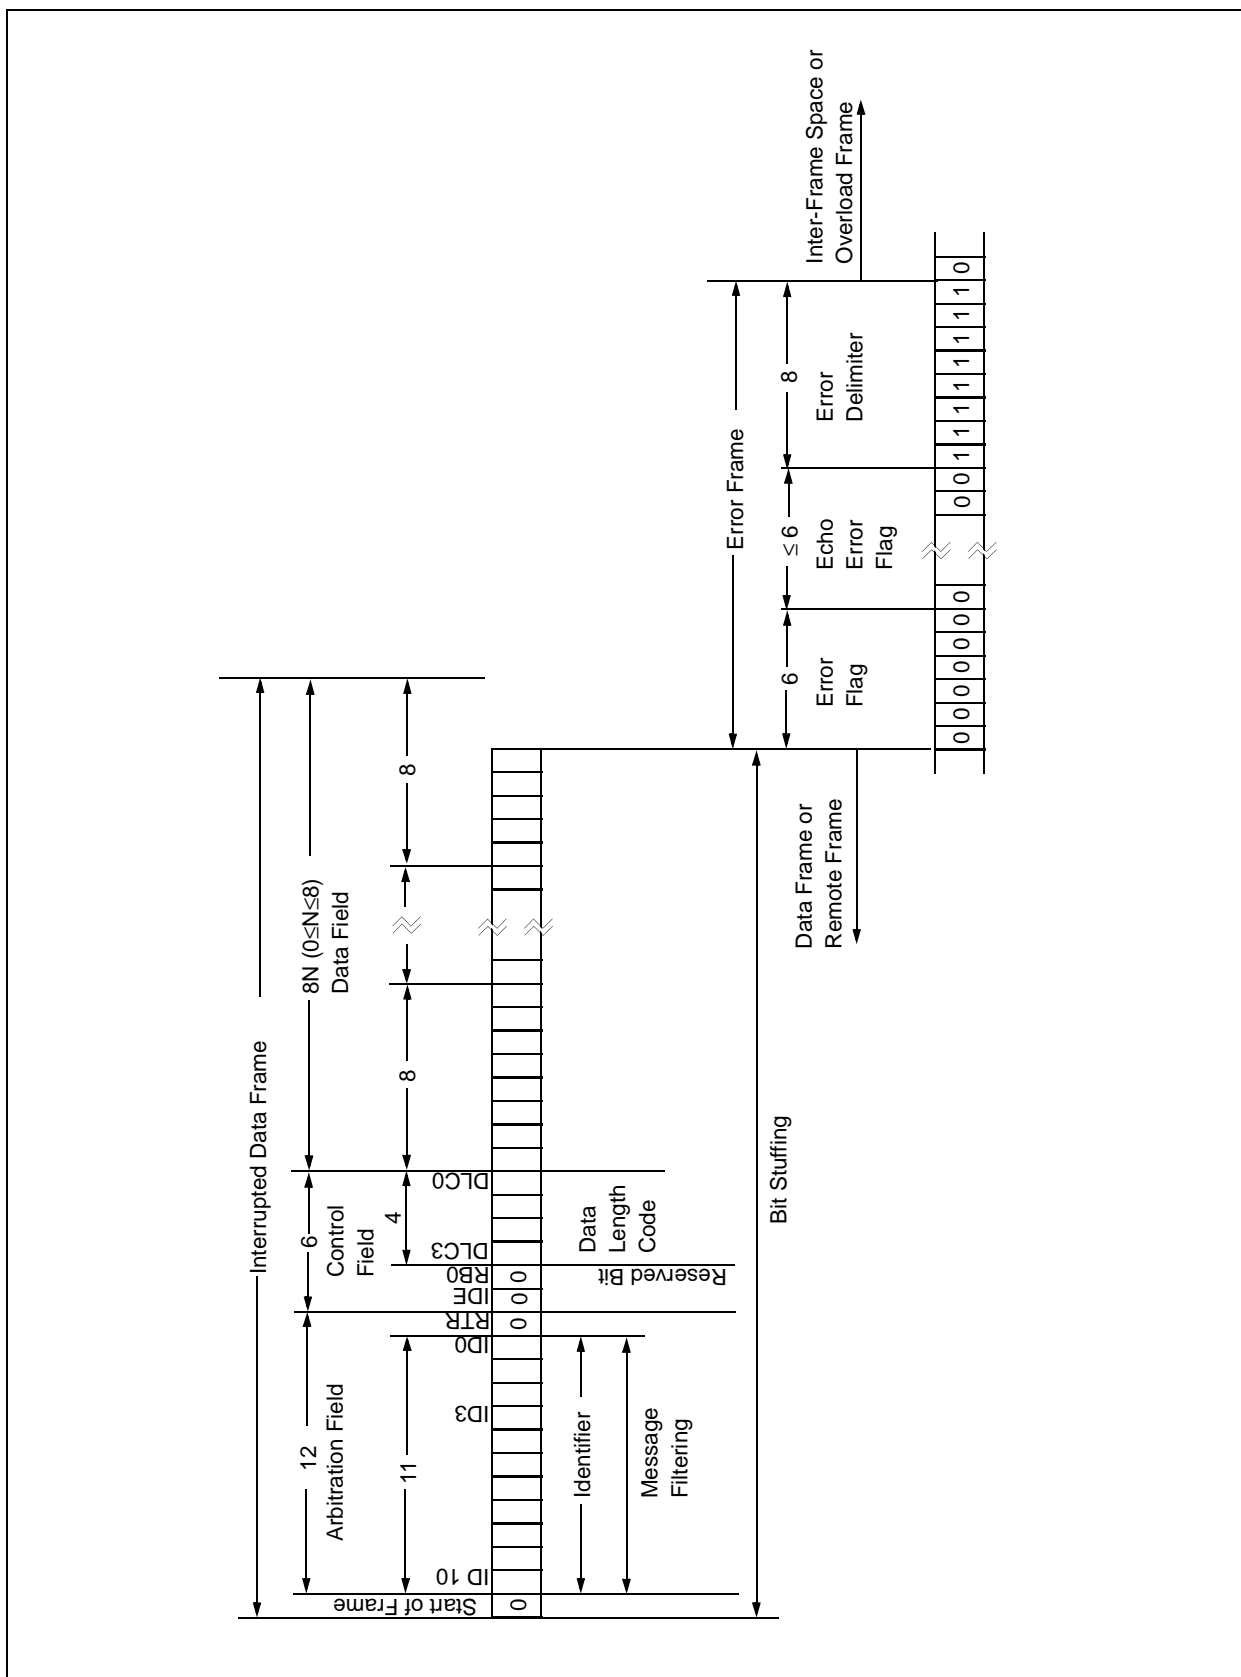 Interrupted Data Frame
12
Arbitration Field
6
Control
Field
8N (0≤N≤8)
Data Field
11
4
8
8
Start of Frame
ID 10
ID3
ID0
RTR
IDE
RB0
DLC3
DLC0
0
0
0
0
Identifier
Message
Filtering
Reserved Bit
Data
Length
Code
Bit Stuffing
Data Frame or
Remote Frame
Error Frame
6
Error
Flag
≤ 6
Echo
Error
Flag
8
Error
Delimiter
Inter-Frame Space or
Overload Frame
0 0 0 0 0 0 0 0 0 1 1 1 1 1 1 1 1 0